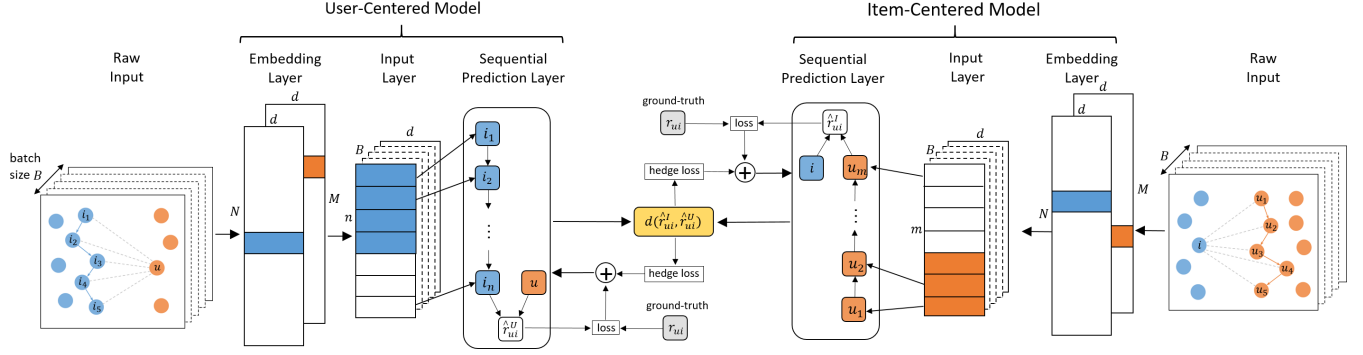 User-Centered Model
Item-Centered Model
Raw
Input
Embedding
Layer
Input
Layer
Sequential
Prediction Layer
Sequential
Prediction Layer
Input
Layer
Embedding
Layer
Raw
Input
batch
size B
i₁
i₂
i₃
i₄
i₅
u
d
d
N
M
d
B
n
i₁
i₂
⋮
iₙ
u
r̂ᵁᵤᵢ
ground-truth
rᵤᵢ
loss
hedge loss
+
d(r̂ᴵᵤᵢ, r̂ᵁᵤᵢ)
+
hedge loss
ground-truth
loss
rᵤᵢ
r̂ᴵᵤᵢ
i
uₘ
⋮
u₂
u₁
d
B
m
d
d
N
M
B
i
u₁
u₂
u₃
u₄
u₅